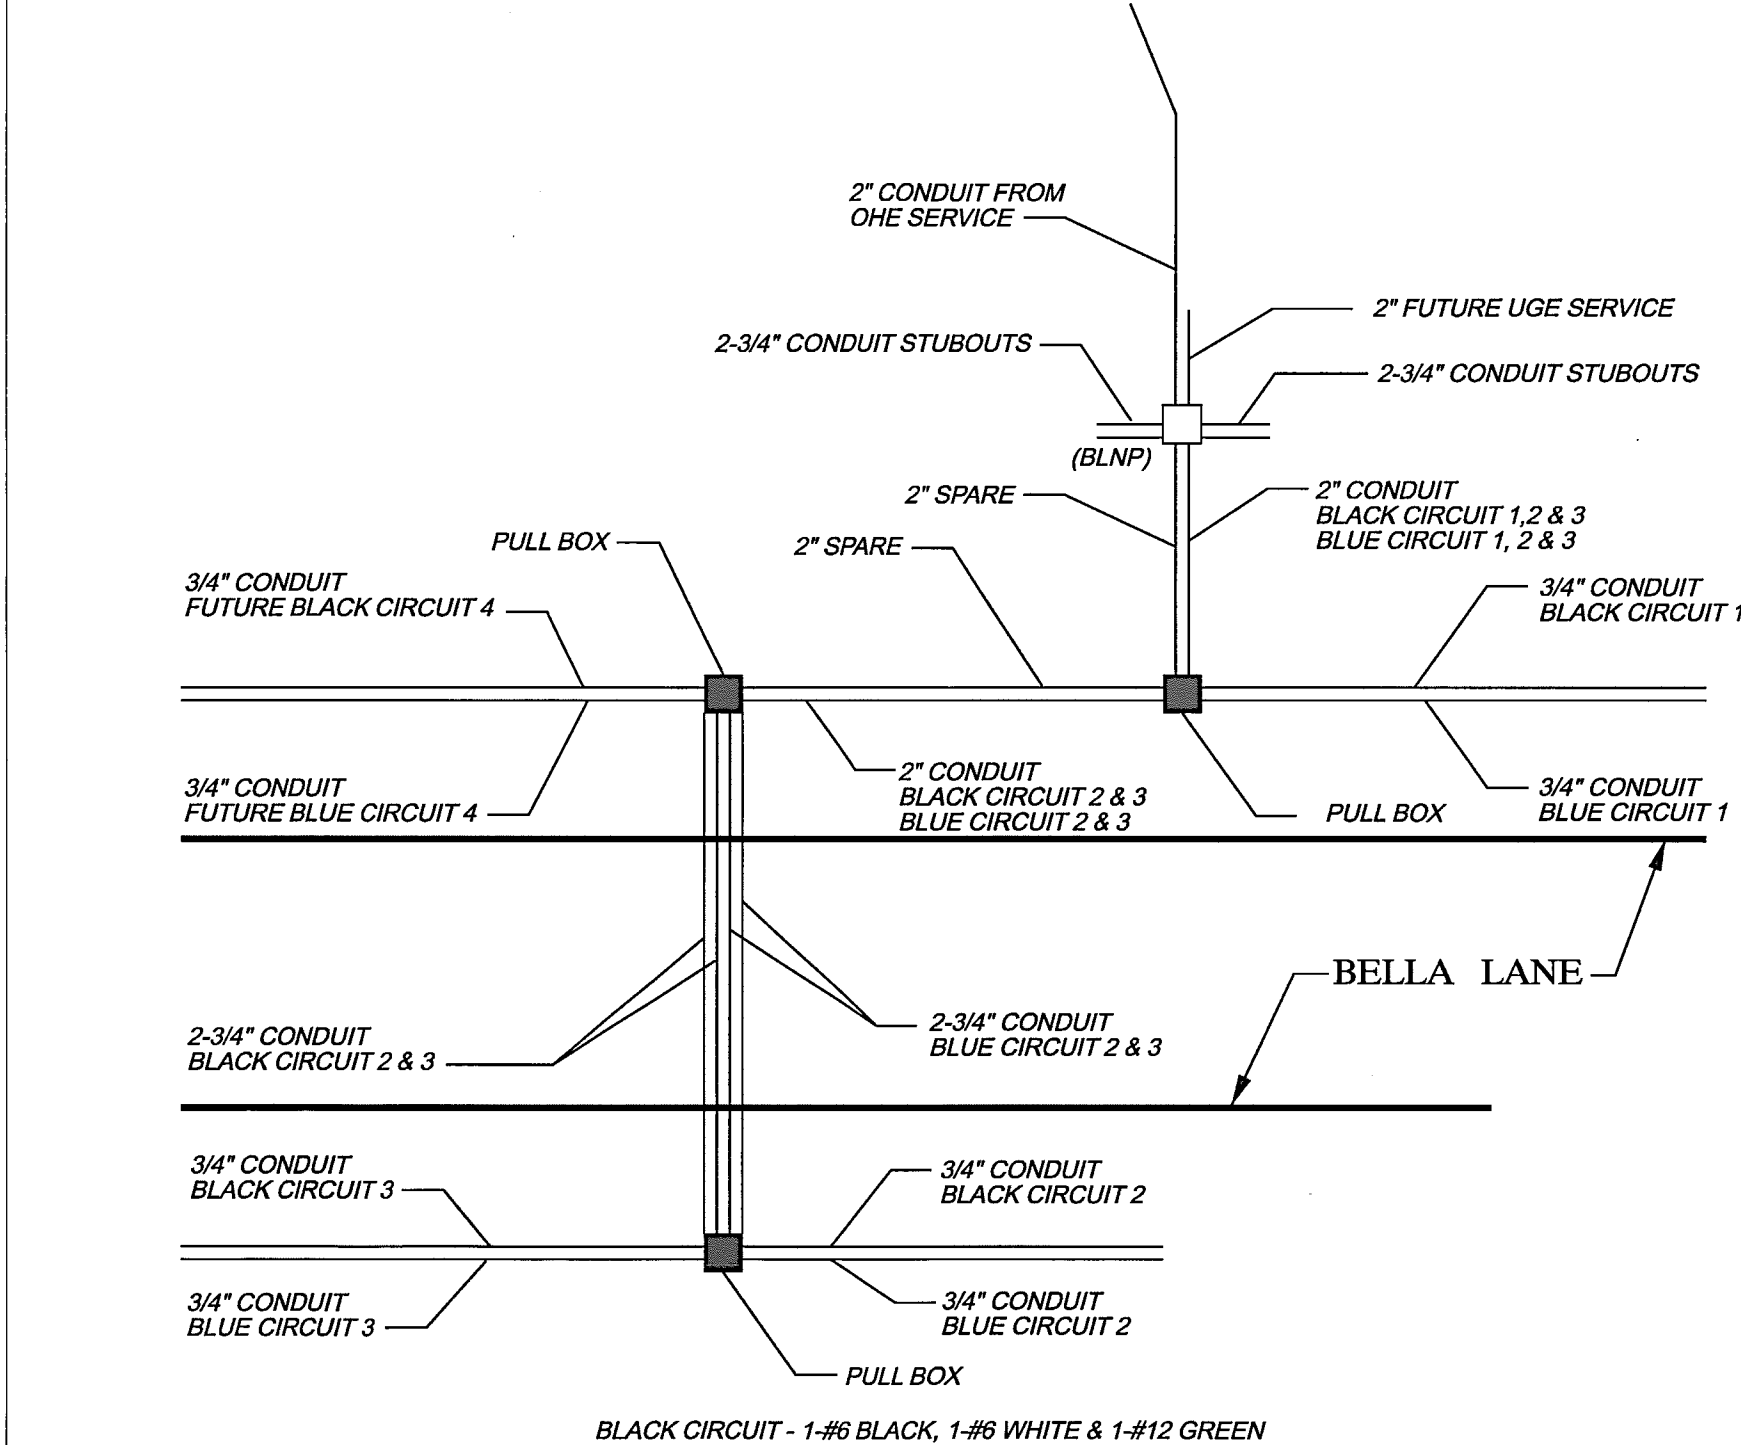 2" CONDUIT FROM
OHE SERVICE
2" FUTURE UGE SERVICE
2-3/4" CONDUIT STUBOUTS
2-3/4" CONDUIT STUBOUTS
(BLNP)
2" SPARE
2" CONDUIT
BLACK CIRCUIT 1,2 & 3
BLUE CIRCUIT 1, 2 & 3
PULL BOX
2" SPARE
3/4" CONDUIT
FUTURE BLACK CIRCUIT 4
3/4" CONDUIT
BLACK CIRCUIT 1
3/4" CONDUIT
FUTURE BLUE CIRCUIT 4
2" CONDUIT
BLACK CIRCUIT 2 & 3
BLUE CIRCUIT 2 & 3
PULL BOX
3/4" CONDUIT
BLUE CIRCUIT 1
BELLA LANE
2-3/4" CONDUIT
BLACK CIRCUIT 2 & 3
2-3/4" CONDUIT
BLUE CIRCUIT 2 & 3
3/4" CONDUIT
BLACK CIRCUIT 3
3/4" CONDUIT
BLACK CIRCUIT 2
3/4" CONDUIT
BLUE CIRCUIT 3
3/4" CONDUIT
BLUE CIRCUIT 2
PULL BOX
BLACK CIRCUIT - 1-#6 BLACK, 1-#6 WHITE & 1-#12 GREEN